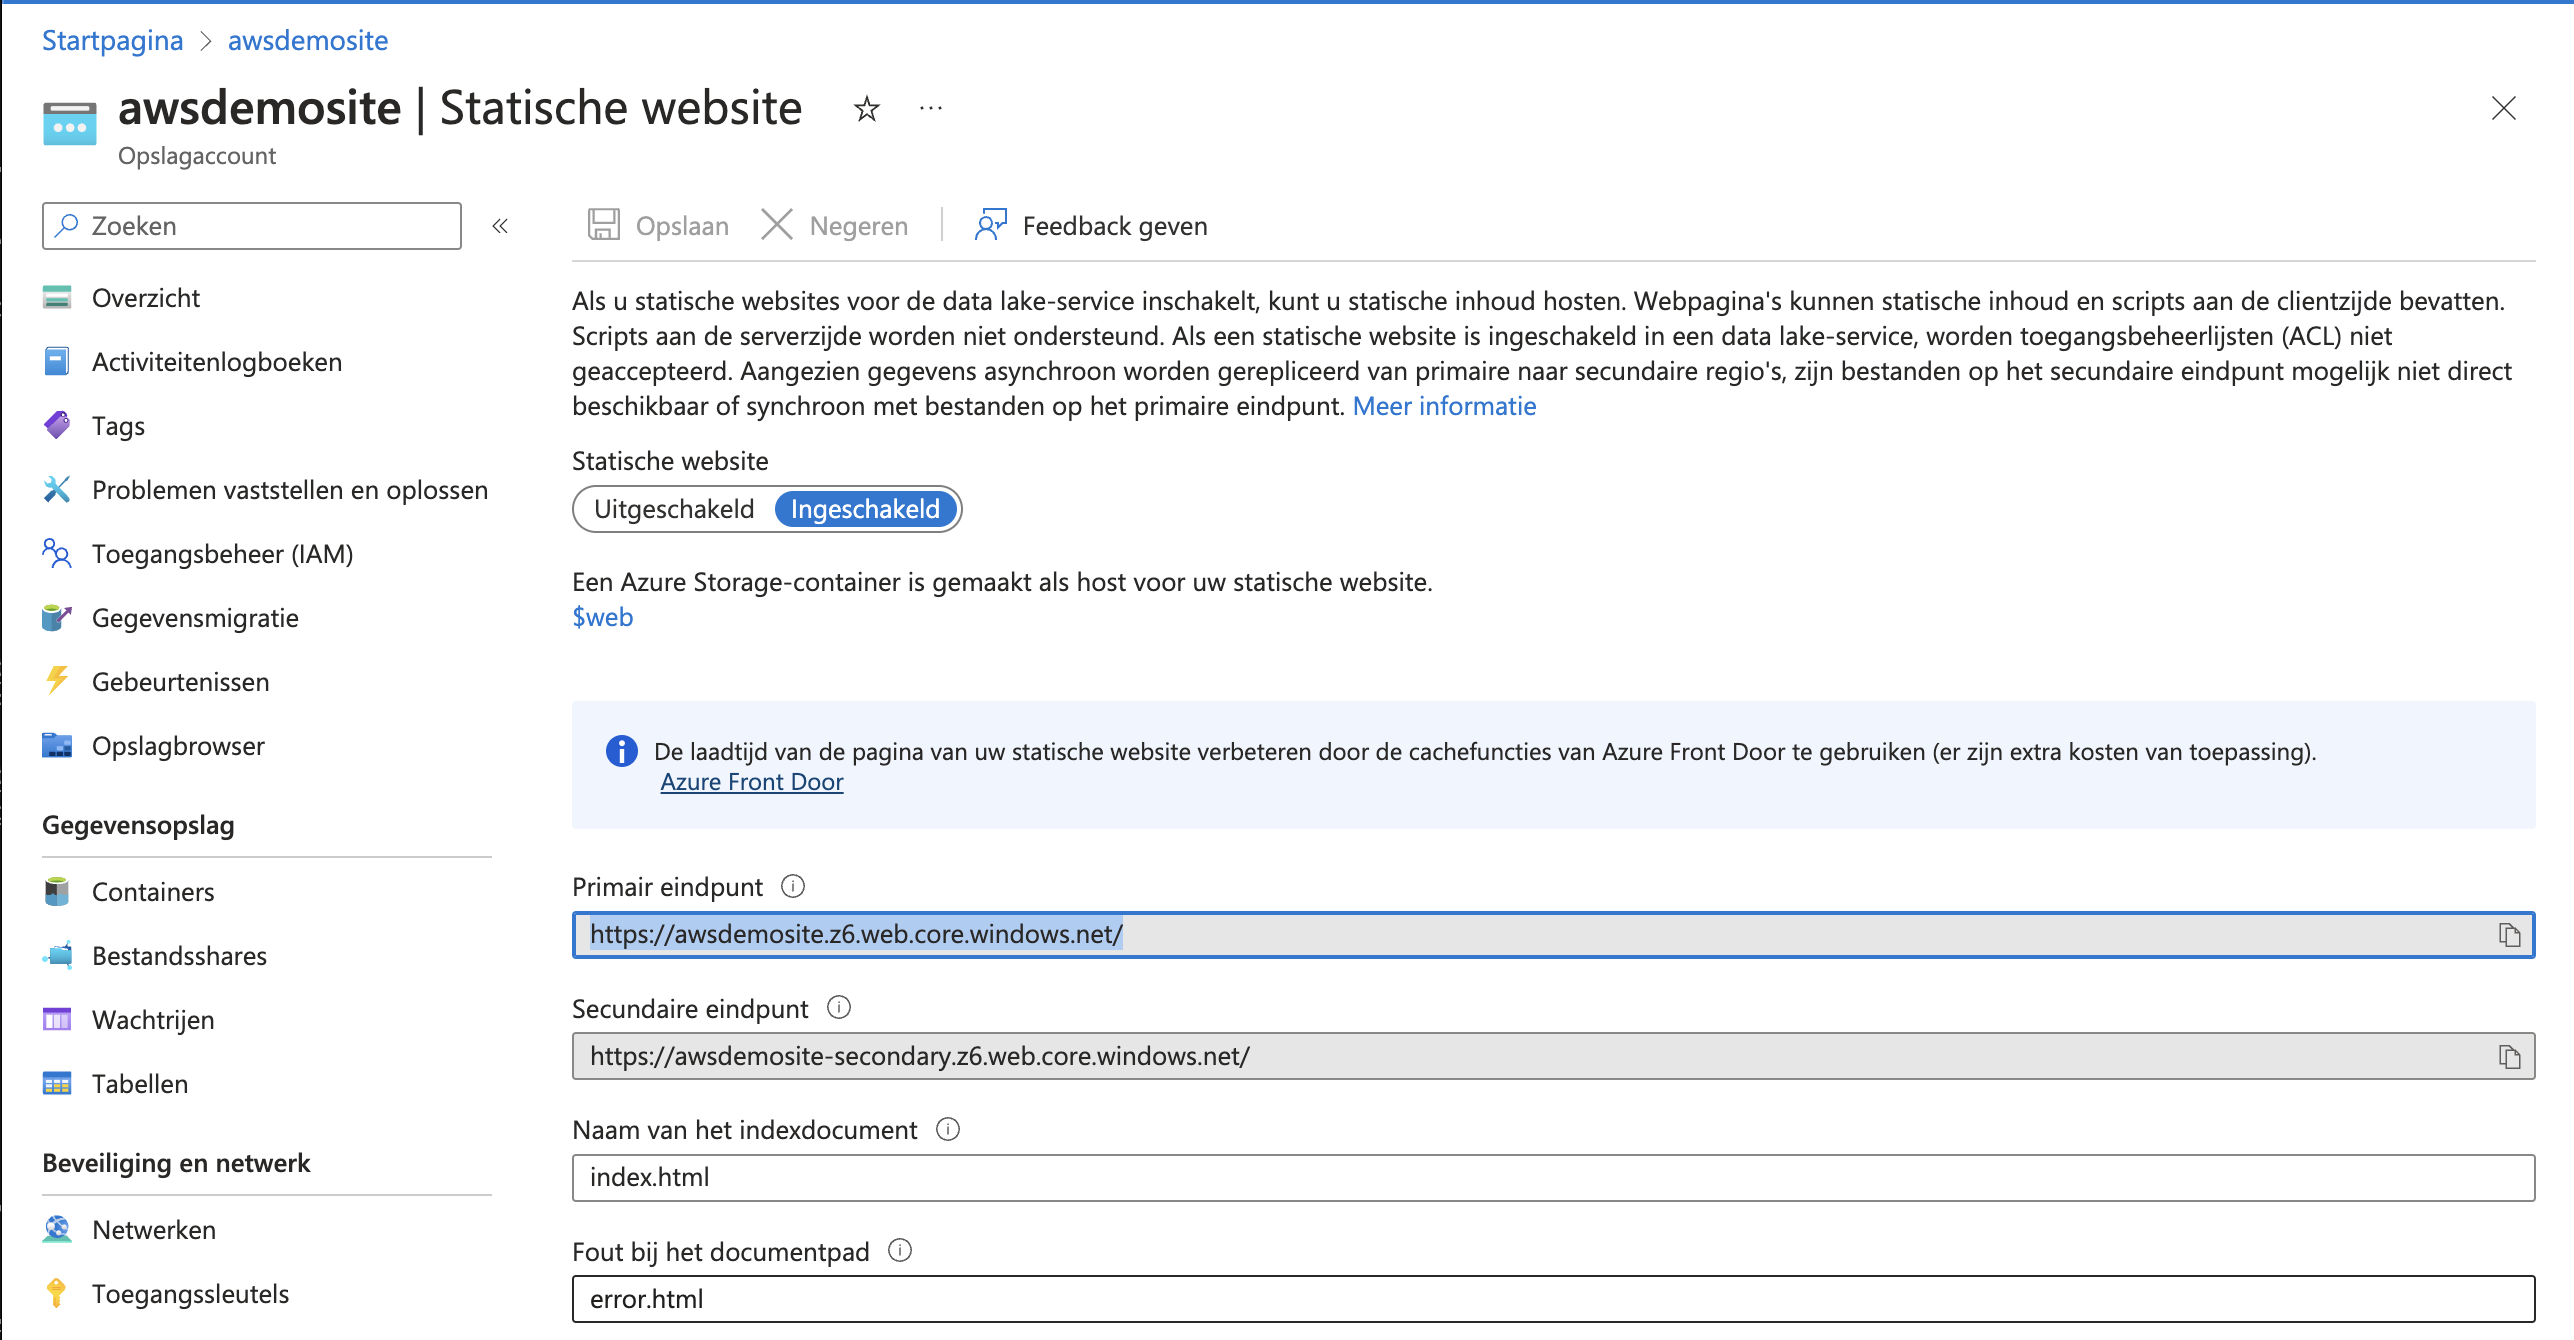 Startpagina > awsdemosite
awsdemosite | Statische website
Opslagaccount
Zoeken
Overzicht
Activiteitenlogboeken
Tags
Problemen vaststellen en oplossen
Toegangsbeheer (IAM)
Gegevensmigratie
Gebeurtenissen
Opslagbrowser
Gegevensopslag
Containers
Bestandsshares
Wachtrijen
Tabellen
Beveiliging en netwerk
Netwerken
Toegangssleutels
Opslaan Negeren Feedback geven
Als u statische websites voor de data lake-service inschakelt, kunt u statische inhoud hosten. Webpagina's kunnen statische inhoud en scripts aan de clientzijde bevatten.
Scripts aan de serverzijde worden niet ondersteund. Als een statische website is ingeschakeld in een data lake-service, worden toegangsbeheerlijsten (ACL) niet
geaccepteerd. Aangezien gegevens asynchroon worden gerepliceerd van primaire naar secundaire regio's, zijn bestanden op het secundaire eindpunt mogelijk niet direct
beschikbaar of synchroon met bestanden op het primaire eindpunt. Meer informatie
Statische website
Uitgeschakeld Ingeschakeld
Een Azure Storage-container is gemaakt als host voor uw statische website.
$web
De laadtijd van de pagina van uw statische website verbeteren door de cachefuncties van Azure Front Door te gebruiken (er zijn extra kosten van toepassing).
Azure Front Door
Primair eindpunt
https://awsdemosite.z6.web.core.windows.net/
Secundaire eindpunt
https://awsdemosite-secondary.z6.web.core.windows.net/
Naam van het indexdocument
index.html
Fout bij het documentpad
error.html